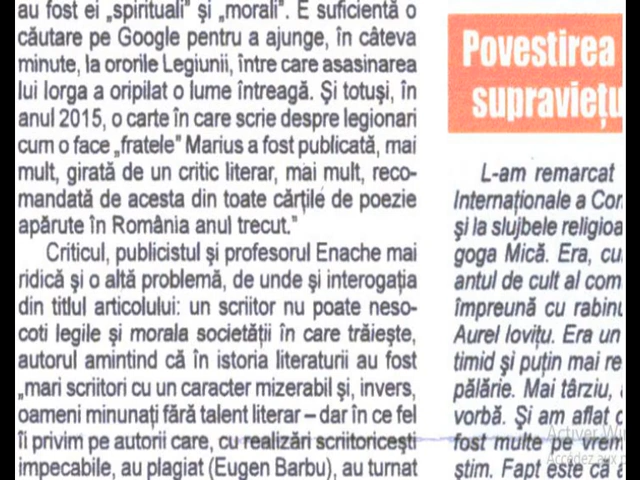 au fost ei „spirituali” și „morali”. E suficientă o
căutare pe Google pentru a ajunge, în câteva
minute, la ororile Legiunii, între care asasinarea
lui Iorga a oripilat o lume întreagă. Și totuși, în
anul 2015, o carte în care scrie despre legionari
cum o face „fratele” Marius a fost publicată, mai
mult, girată de un critic literar, mai mult, reco-
mandată de acesta din toate cărțile de poezie
apărute în România anul trecut.”
Criticul, publicistul și profesorul Enache mai
ridică și o altă problemă, de unde și interogația
din titlul articolului: un scriitor nu poate neso-
coti legile și morala societății în care trăiește,
autorul amintind că în istoria literaturii au fost
„mari scriitori cu un caracter mizerabil și, invers,
oameni minunați fără talent literar – dar în ce fel
îi privim pe autorii care, cu realizări scriitoricești
impecabile, au plagiat (Eugen Barbu), au turnat
Povestirea
supraviețu
L-am remarcat
Internaționale a Con
și la slujbele religioa
goga Mică. Era, cu
antul de cult al com
împreună cu rabinu
Aurel Iovițu. Era un
timid și puțin mai re
pălărie. Mai târziu,
vorbă. Și am aflat c
fost multe pe vrem
știm. Fapt este că a
Activer Wi
Accédez aux p